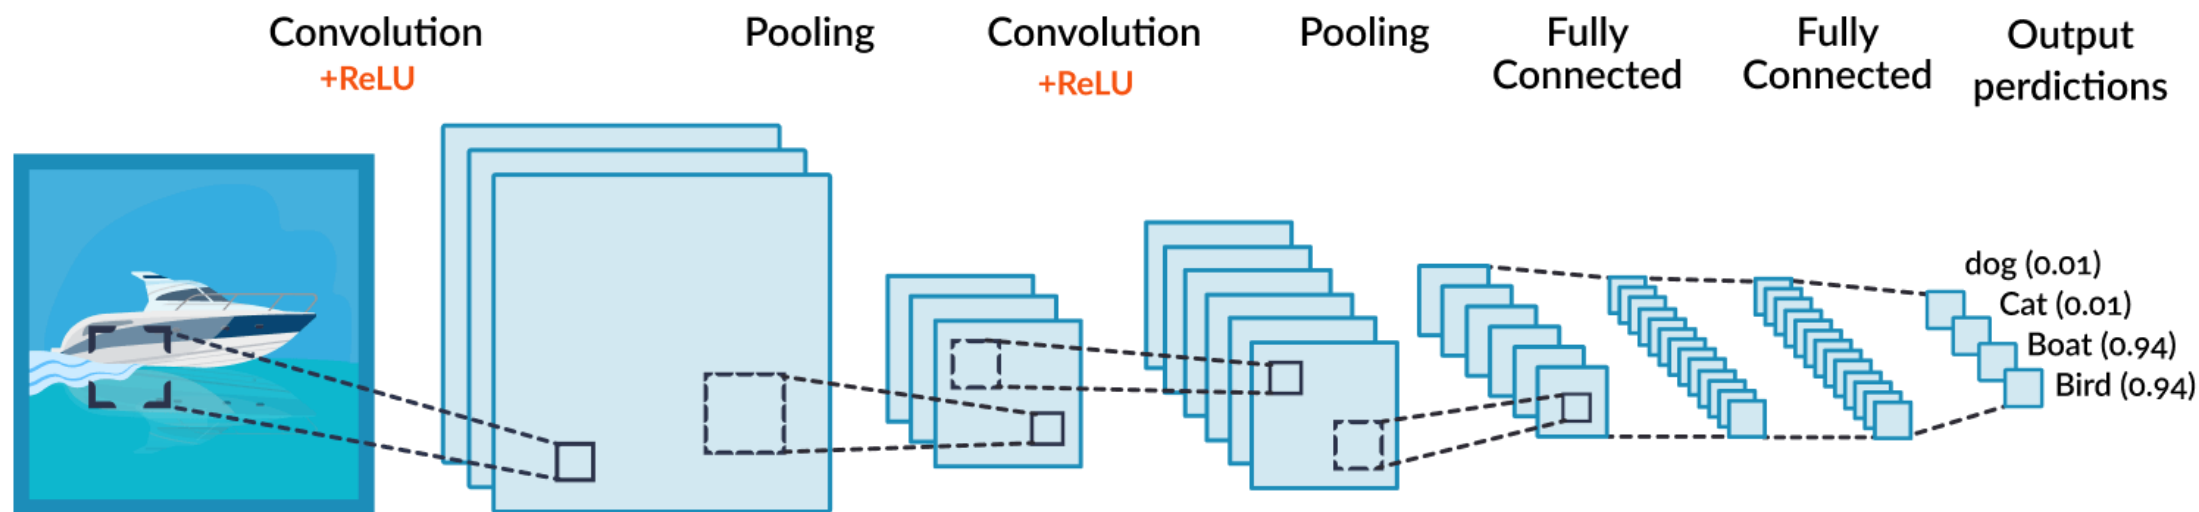 Convolution
+ReLU
Pooling
Convolution
+ReLU
Pooling
Fully
Connected
Fully
Connected
Output
perdictions
dog (0.01)
Cat (0.01)
Boat (0.94)
Bird (0.94)